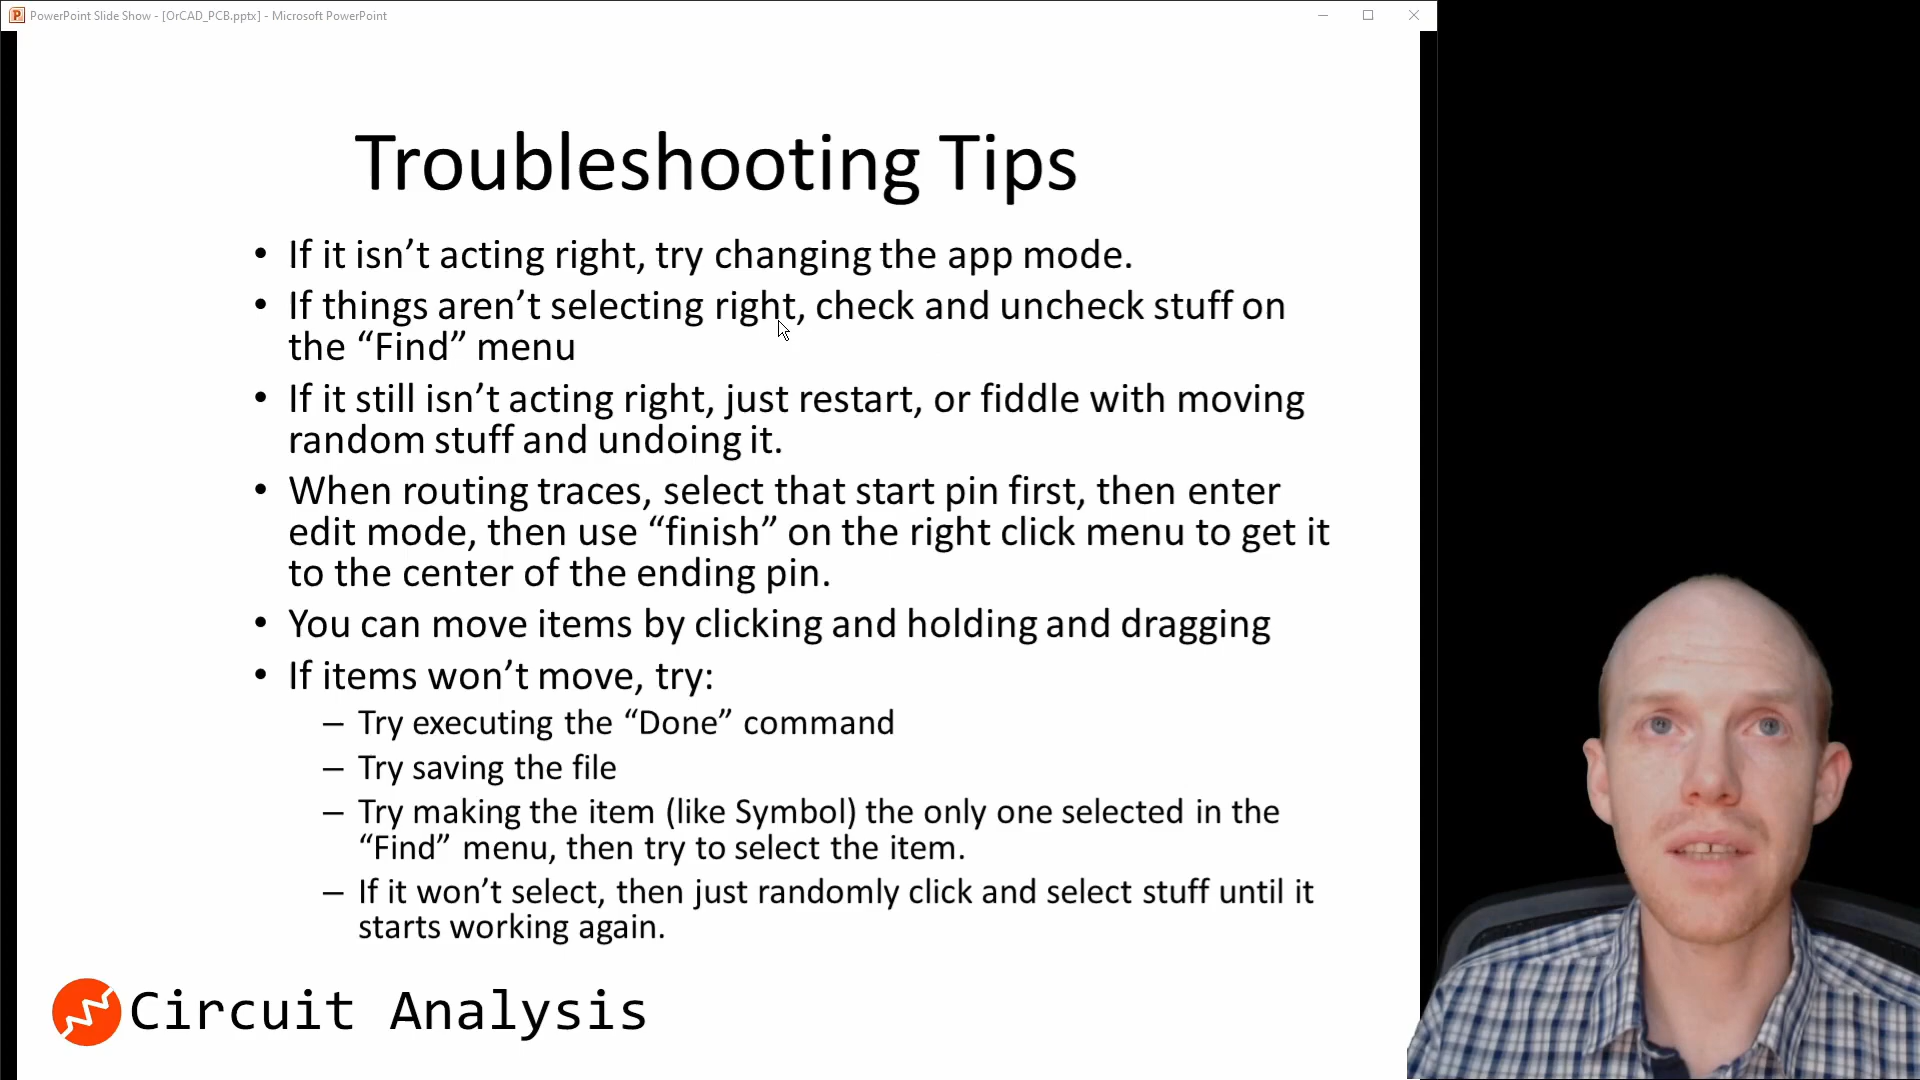 PowerPoint Slide Show - [OrCAD_PCB.pptx] - Microsoft PowerPoint
Troubleshooting Tips
• If it isn’t acting right, try changing the app mode.
• If things aren’t selecting right, check and uncheck stuff on
the “Find” menu
• If it still isn’t acting right, just restart, or fiddle with moving
random stuff and undoing it.
• When routing traces, select that start pin first, then enter
edit mode, then use “finish” on the right click menu to get it
to the center of the ending pin.
• You can move items by clicking and holding and dragging
• If items won’t move, try:
– Try executing the “Done” command
– Try saving the file
– Try making the item (like Symbol) the only one selected in the
“Find” menu, then try to select the item.
– If it won’t select, then just randomly click and select stuff until it
starts working again.
Circuit Analysis